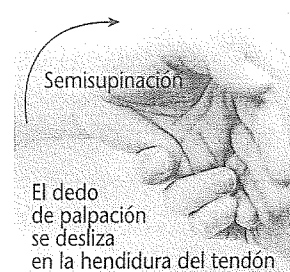 Semisupinación
El dedo
de palpación
se desliza
en la hendidura del tendón